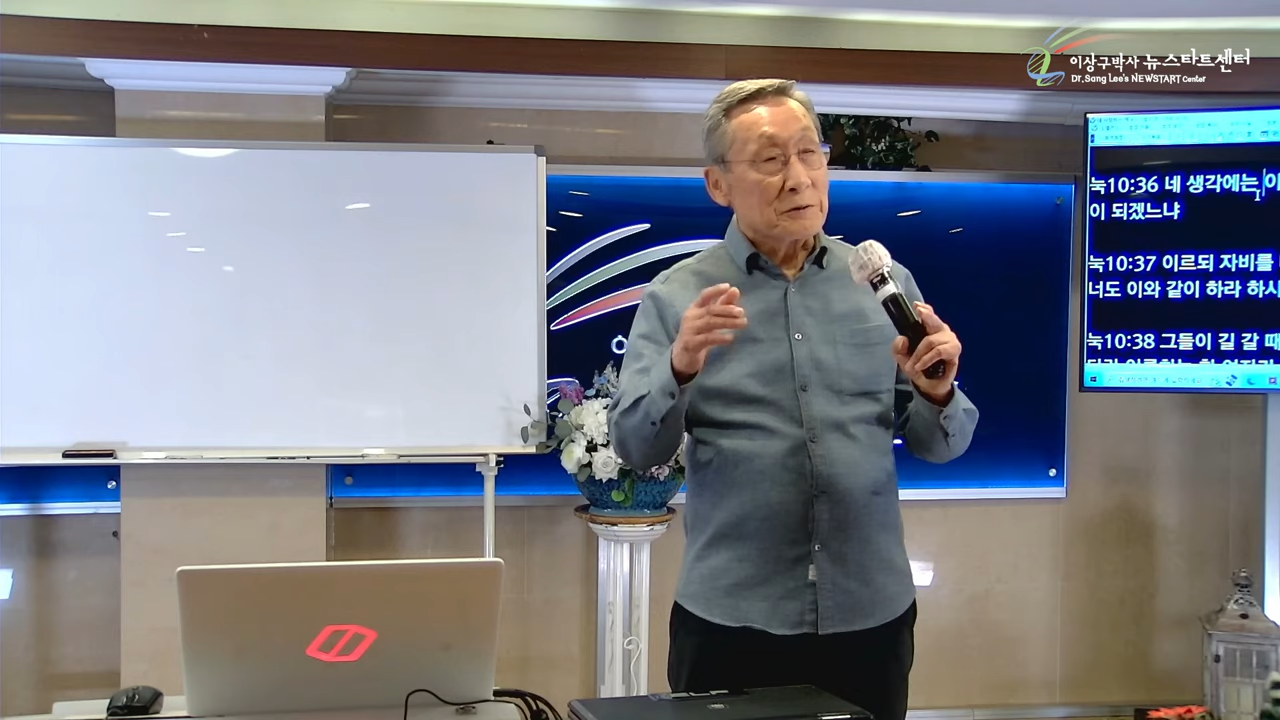 이상구박사 뉴스타트센터
Dr. Sang Lee's NEWSTART Center
눅10:36 네 생각에는 이
이 되겠느냐
눅10:37 이르되 자비를
너도 이와 같이 하라 하시
눅10:38 그들이 길 갈 때